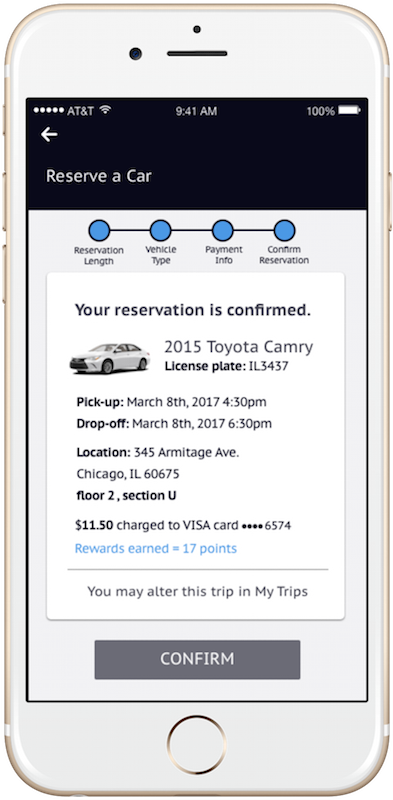 AT&T 9:41 AM 100%
Reserve a Car
Reservation Length
Vehicle Type
Payment Info
Confirm Reservation
Your reservation is confirmed.
2015 Toyota Camry
License plate: IL3437
Pick-up: March 8th, 2017 4:30pm
Drop-off: March 8th, 2017 6:30pm
Location: 345 Armitage Ave.
Chicago, IL 60675
floor 2 , section U
$11.50 charged to VISA card ●●●● 6574
Rewards earned = 17 points
You may alter this trip in My Trips
CONFIRM